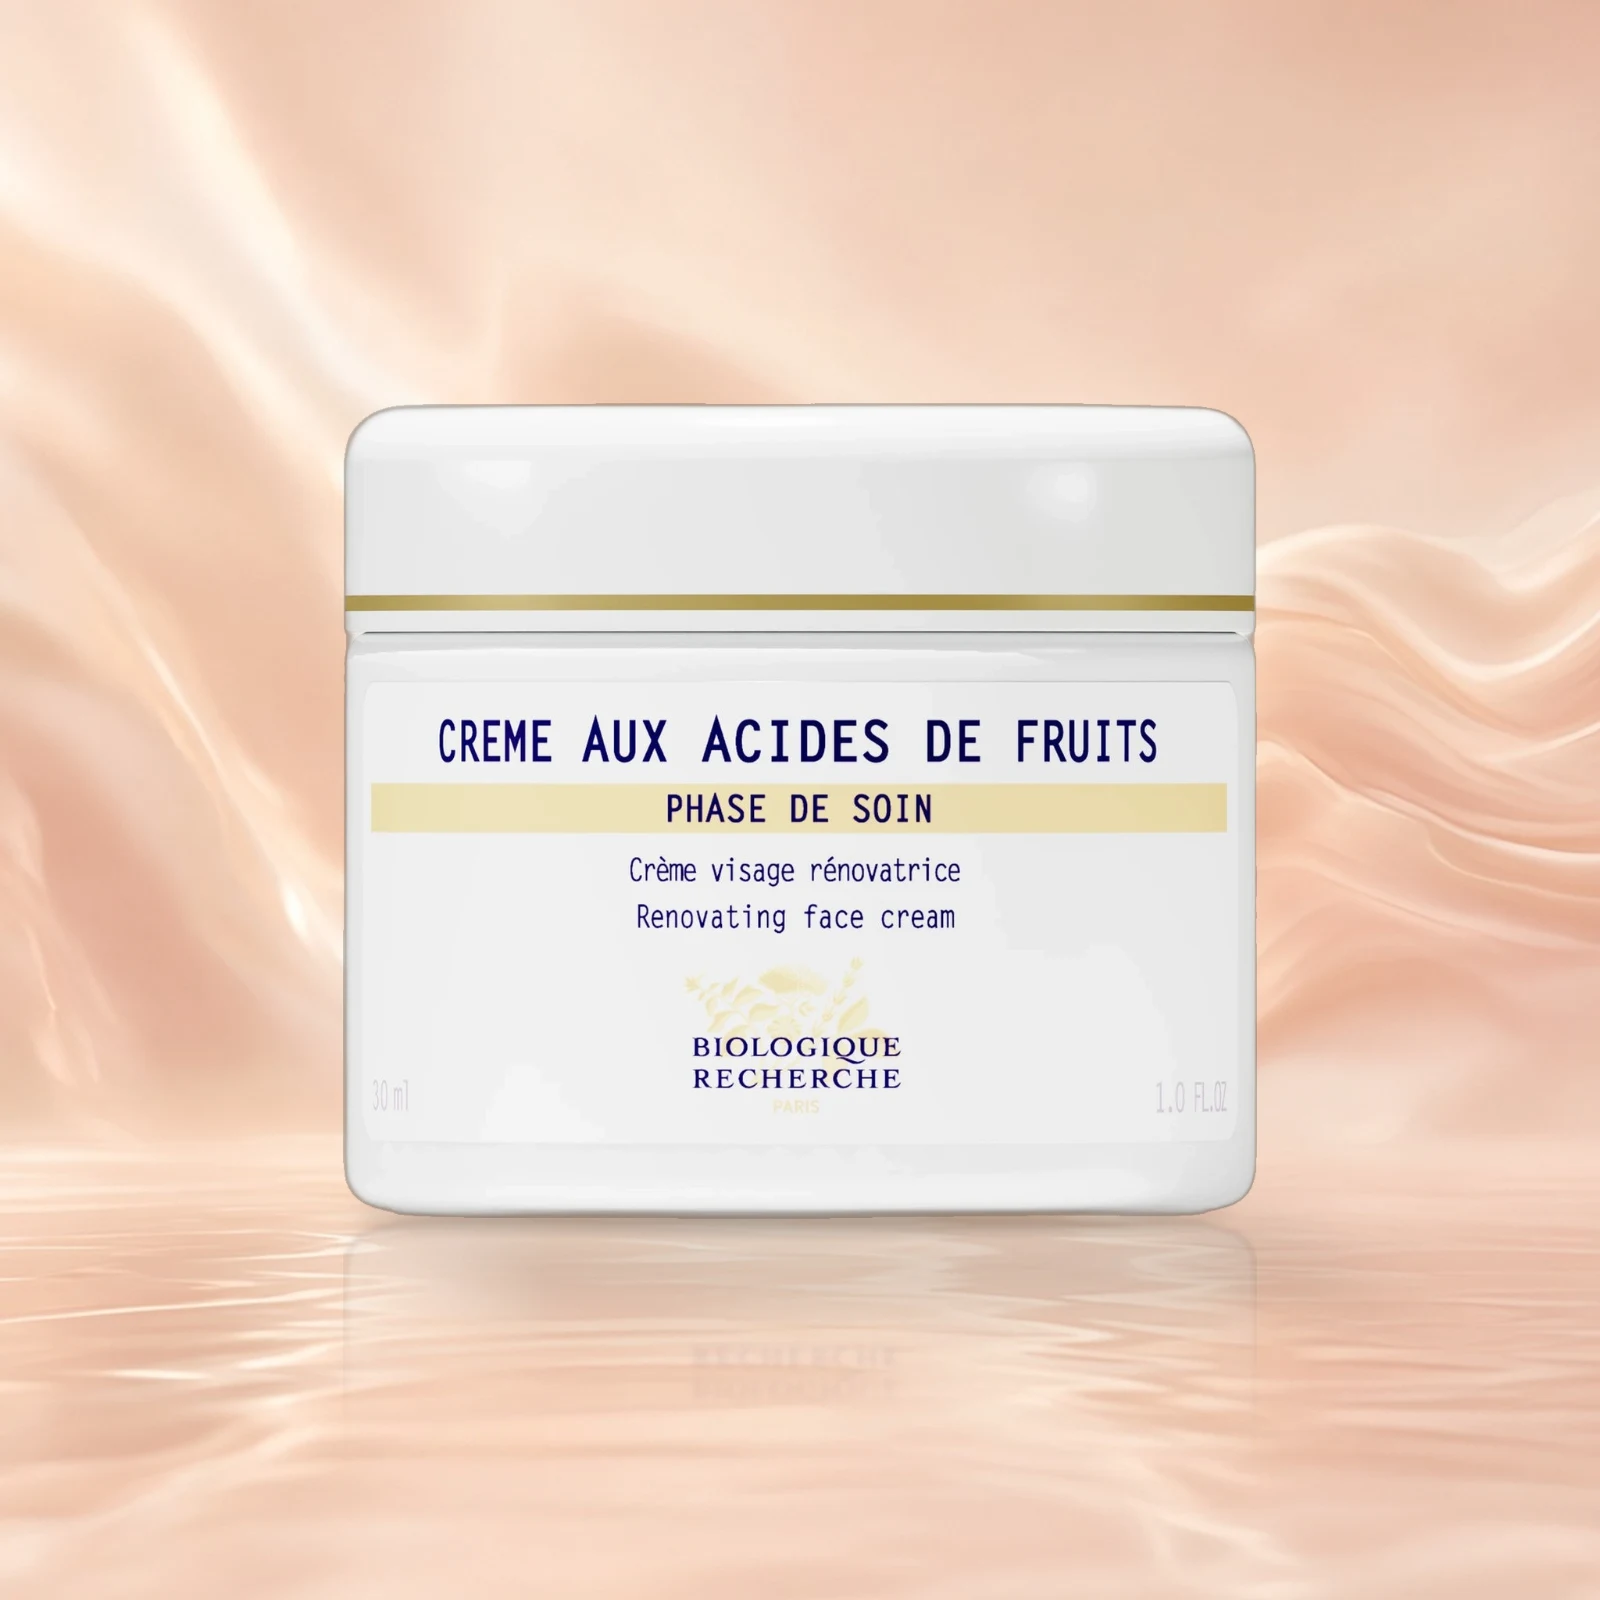 CREME AUX ACIDES DE FRUITS
PHASE DE SOIN
Crème visage rénovatrice
Renovating face cream
BIOLOGIQUE
RECHERCHE
PARIS
30 ml
1.0 FL.OZ